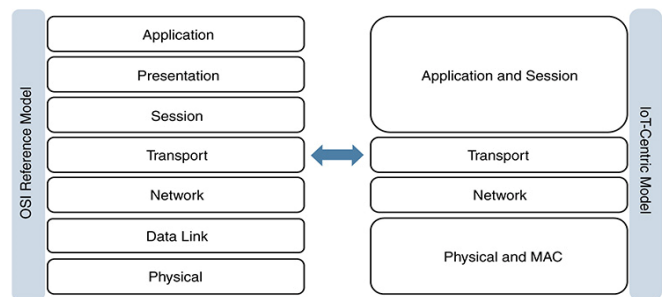 OSI Reference Model
Application
Presentation
Session
Transport
Network
Data Link
Physical
Application and Session
Transport
Network
Physical and MAC
IoT-Centric Model